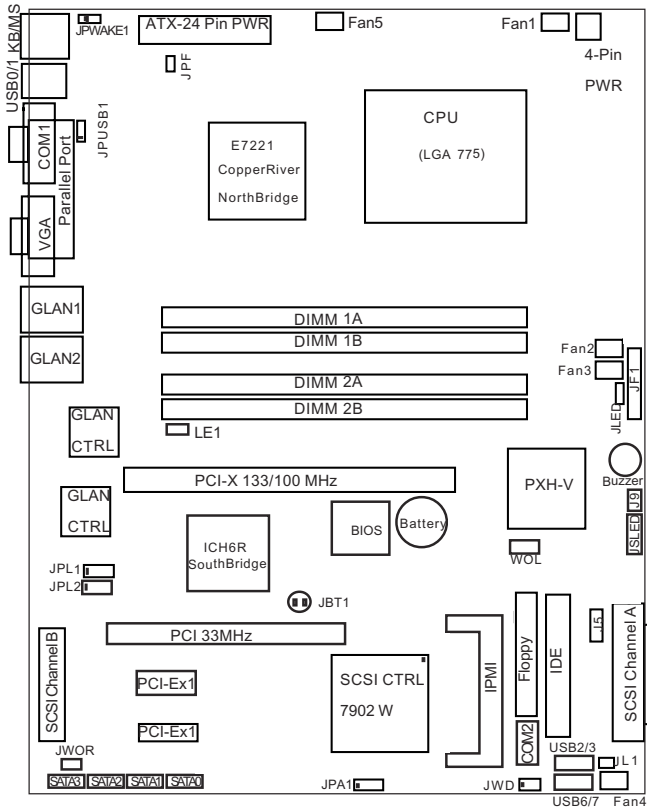 KB/MS
JPWAKE1
ATX-24 Pin PWR
Fan5
Fan1
4-Pin
PWR
JPF
USB0/1
JPUSB1
COM1
Parallel Port
VGA
E7221
CopperRiver
NorthBridge
CPU
(LGA 775)
GLAN1
GLAN2
DIMM 1A
DIMM 1B
DIMM 2A
DIMM 2B
Fan2
Fan3
JF1
JLED
LE1
GLAN
CTRL
PCI-X 133/100 MHz
PXH-V
Buzzer
GLAN
CTRL
BIOS
Battery
J9
JSLED
ICH6R
SouthBridge
WOL
JPL1
JPL2
JBT1
PCI 33MHz
SCSI Channel B
PCI-Ex1
PCI-Ex1
SCSI CTRL
7902 W
IPMI
Floppy
IDE
J5
SCSI Channel A
COM2
JWOR
USB2/3
JL1
SATA3
SATA2
SATA1
SATA0
JPA1
JWD
USB6/7
Fan4